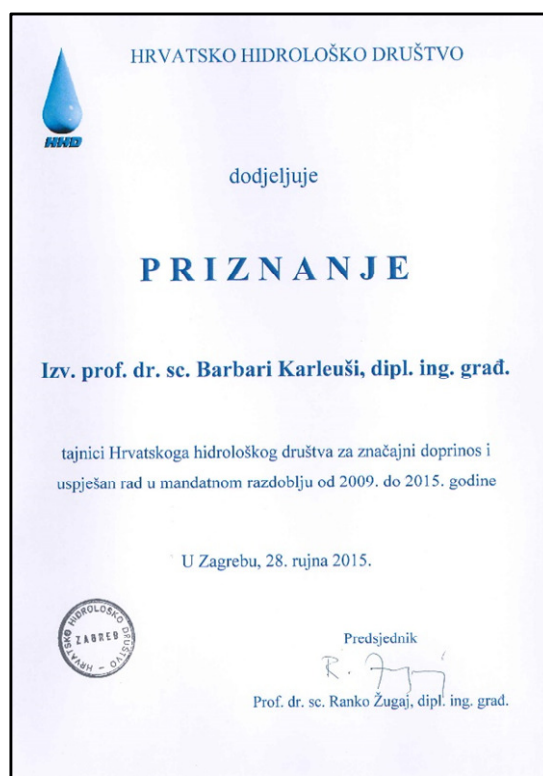 HRVATSKO HIDROLOŠKO DRUŠTVO
HHD
dodjeljuje
PRIZNANJE
Izv. prof. dr. sc. Barbari Karleuši, dipl. ing. građ.
tajnici Hrvatskoga hidrološkog društva za značajni doprinos i
uspješan rad u mandatnom razdoblju od 2009. do 2015. godine
U Zagrebu, 28. rujna 2015.
HRVATSKO HIDROLOŠKO DRUŠTVO
ZAGREB
Predsjednik
Prof. dr. sc. Ranko Žugaj, dipl. ing. građ.